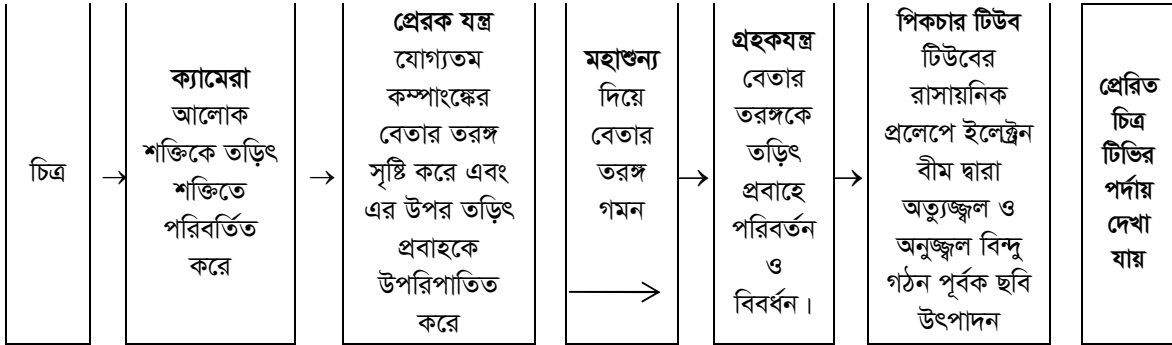 চিত্র
→
ক্যামেরা
আলোক
শক্তিকে তড়িৎ
শক্তিতে
পরিবর্তিত
করে
→
প্রেরক যন্ত্র
যোগ্যতম
কম্পাংঙ্কের
বেতার তরঙ্গ
সৃষ্টি করে এবং
এর উপর তড়িৎ
প্রবাহকে
উপরিপাতিত
করে
মহাশুন্য
দিয়ে
বেতার
তরঙ্গ
গমন
→
গ্রহকযন্ত্র
বেতার
তরঙ্গকে
তড়িৎ
প্রবাহে
পরিবর্তন
ও
বিবর্ধন।
→
পিকচার টিউব
টিউবের
রাসায়নিক
প্রলেপে ইলেক্ট্রন
বীম দ্বারা
অত্যুজ্জ্বল ও
অনুজ্জ্বল বিন্দু
গঠন পূর্বক ছবি
উৎপাদন
প্রেরিত
চিত্র
টিভির
পর্দায়
দেখা
যায়